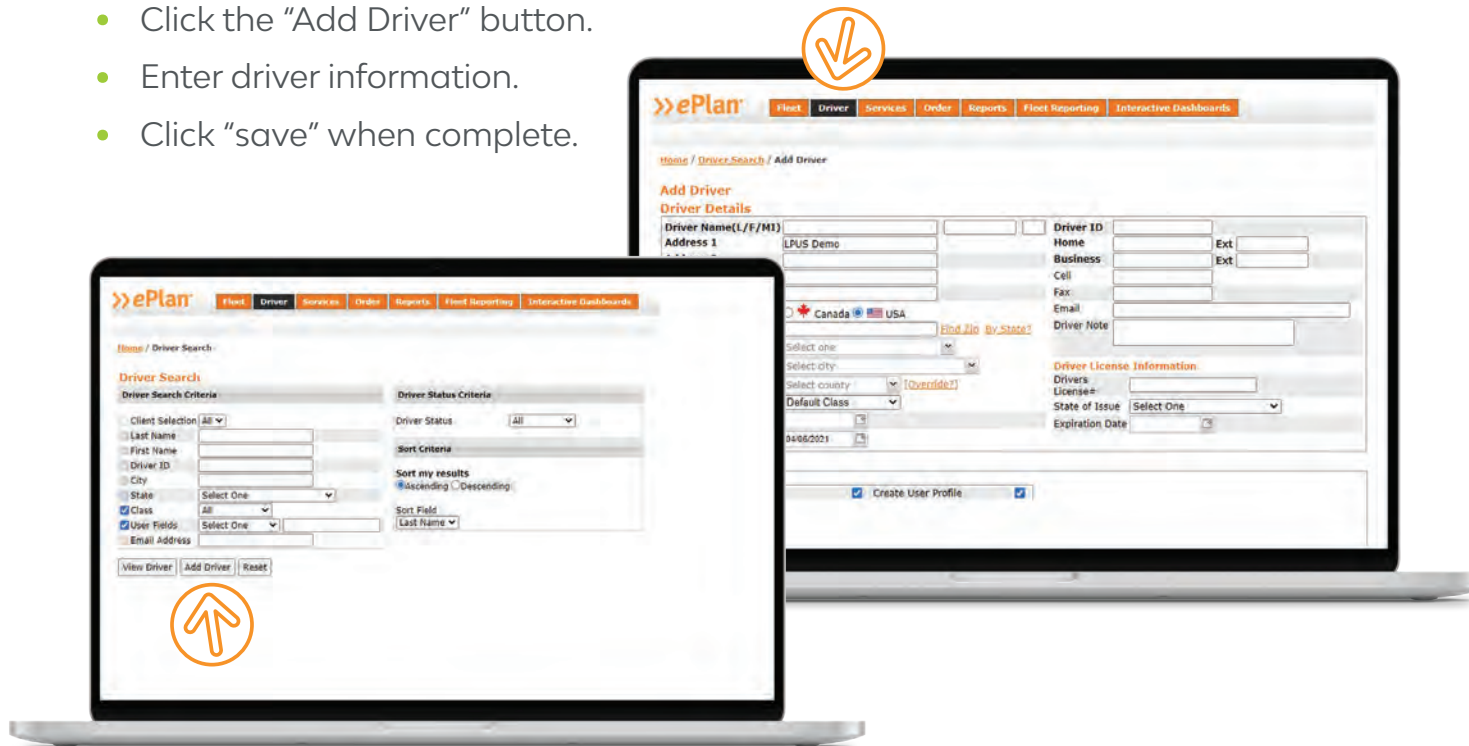 • Click the “Add Driver” button.
• Enter driver information.
• Click “save” when complete.
>> ePlan
Fleet Driver Services Order Reports Fleet Reporting Interactive Dashboards
Home / Driver Search / Add Driver
Add Driver
Driver Details
Driver Name(L/F/MI)
Address 1 LPUS Demo
Canada USA
Find Zip By State?
Select one
Select city
Select county [Override?]
Default Class
04/06/2021
Create User Profile
Driver ID
Home Ext
Business Ext
Cell
Fax
Email
Driver Note
Driver License Information
Drivers
License#
State of Issue Select One
Expiration Date
>> ePlan
Fleet Driver Services Order Reports Fleet Reporting Interactive Dashboards
Home / Driver Search
Driver Search
Driver Search Criteria
Client Selection All
Last Name
First Name
Driver ID
City
State Select One
Class All
User Fields Select One
Email Address
View Driver Add Driver Reset
Driver Status Criteria
Driver Status All
Sort Criteria
Sort my results
Ascending Descending
Sort Field
Last Name